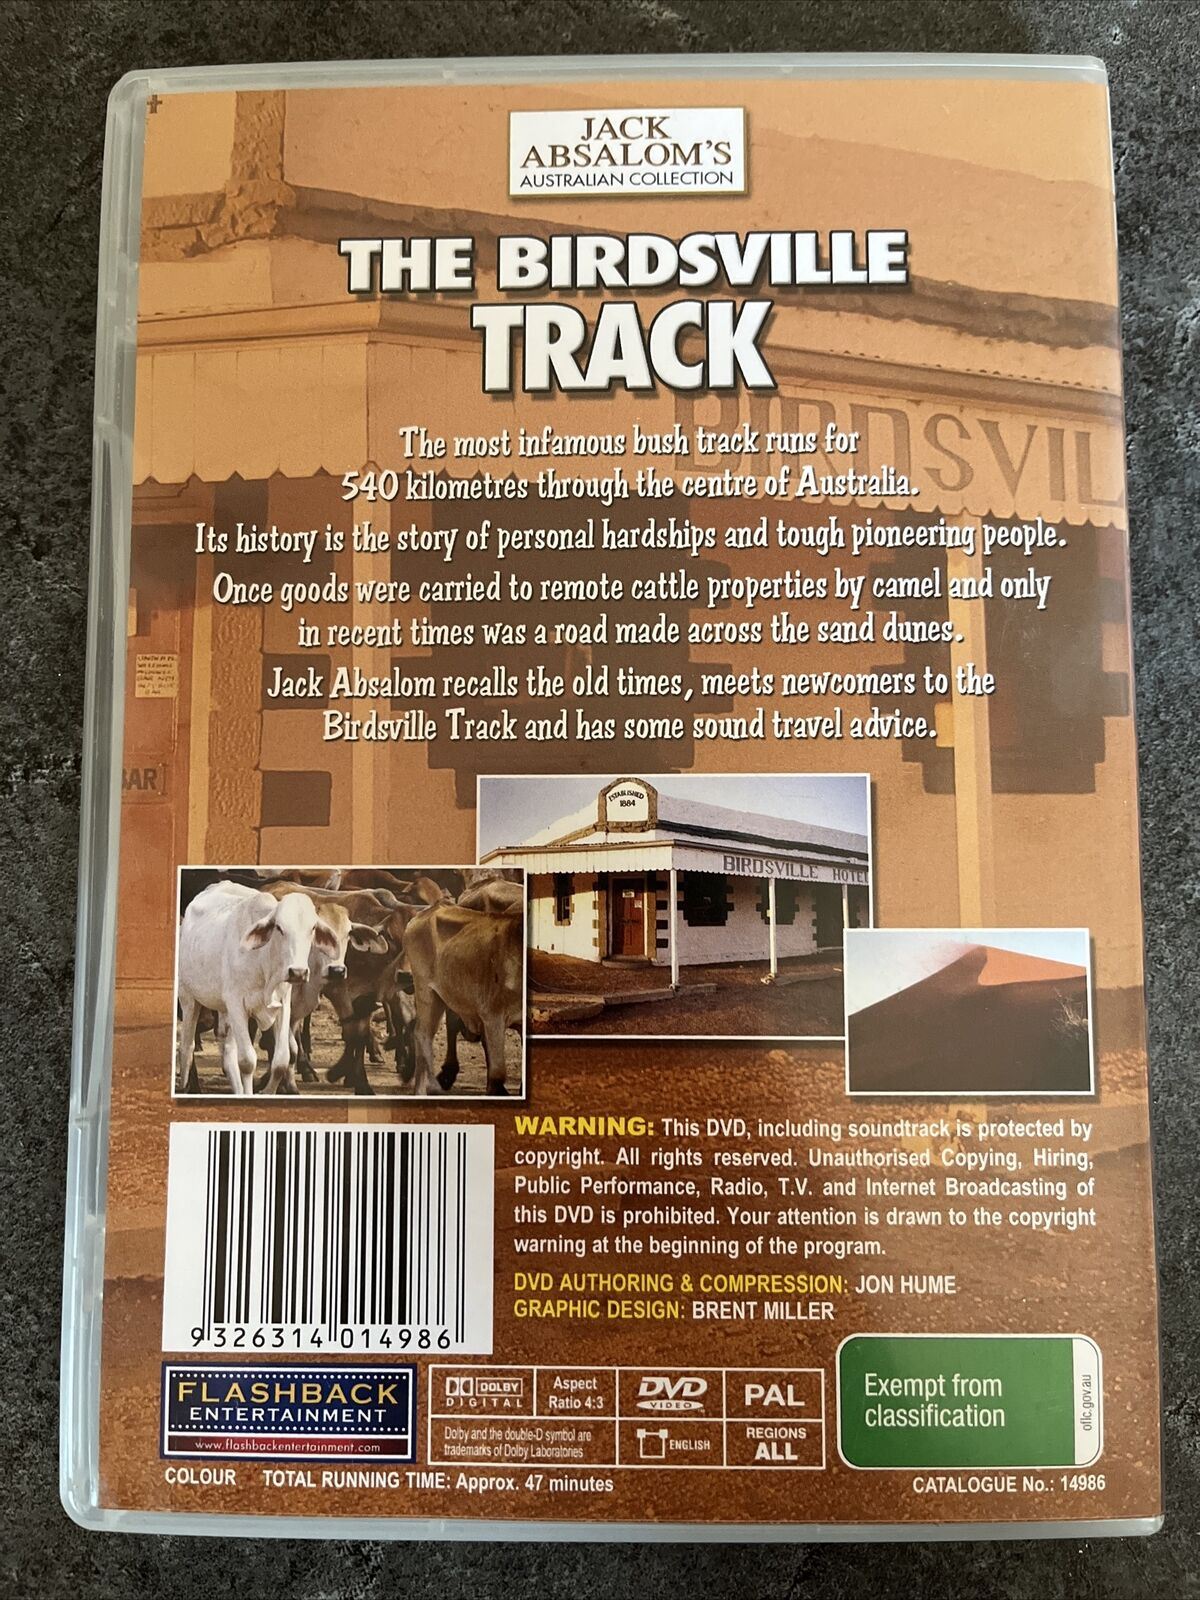 JACK
ABSALOM'S
AUSTRALIAN COLLECTION
THE BIRDSVILLE
TRACK
BIRDSVIL
The most infamous bush track runs for
540 kilometres through the centre of Australia.
Its history is the story of personal hardships and tough pioneering people.
Once goods were carried to remote cattle properties by camel and only
in recent times was a road made across the sand dunes.
Jack Absalom recalls the old times, meets newcomers to the
Birdsville Track and has some sound travel advice.
BAR
ESTABLISHED
1884
BIRDSVILLE HOTEL
WARNING: This DVD, including soundtrack is protected by
copyright. All rights reserved. Unauthorised Copying, Hiring,
Public Performance, Radio, T.V. and Internet Broadcasting of
this DVD is prohibited. Your attention is drawn to the copyright
warning at the beginning of the program.
DVD AUTHORING & COMPRESSION: JON HUME
GRAPHIC DESIGN: BRENT MILLER
9 326314 014986
FLASHBACK
ENTERTAINMENT
www.flashbackentertainment.com
DOLBY
DIGITAL
Aspect
Ratio 4:3
DVD
VIDEO
PAL
Dolby and the double-D symbol are
trademarks of Dolby Laboratories
ENGLISH
REGIONS
ALL
Exempt from
classification
oflc.gov.au
COLOUR TOTAL RUNNING TIME: Approx. 47 minutes
CATALOGUE No.: 14986